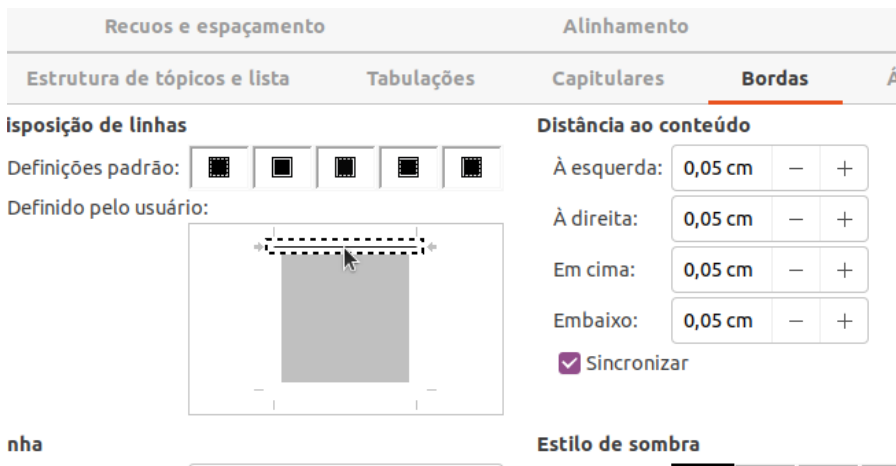 Recuos e espaçamento Alinhamento
Estrutura de tópicos e lista Tabulações Capitulares Bordas Á
isposição de linhas
Definições padrão:
Definido pelo usuário:
Distância ao conteúdo
À esquerda: 0,05 cm − +
À direita: 0,05 cm − +
Em cima: 0,05 cm − +
Embaixo: 0,05 cm − +
Sincronizar
nha
Estilo de sombra